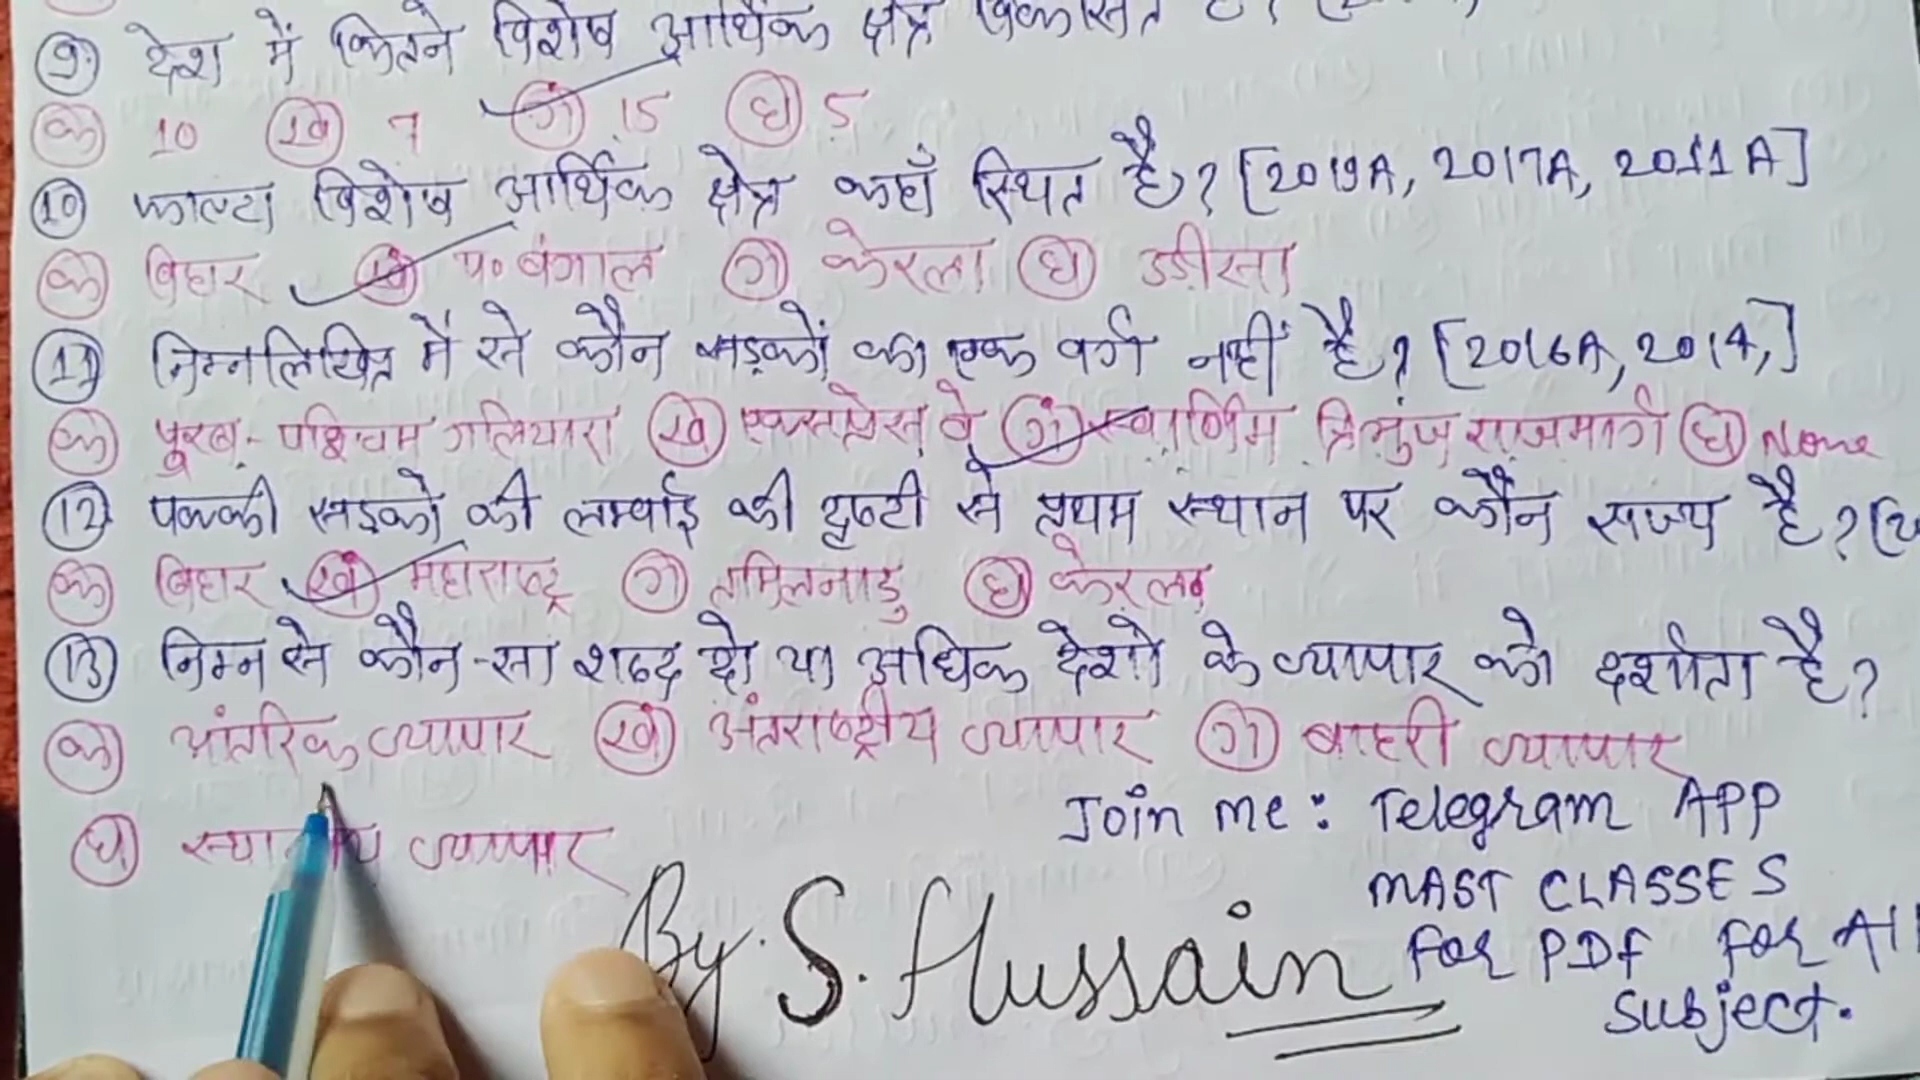 9. देश में कितने विशेष आर्थिक क्षेत्र विकसित है?
क 10 ख 7 ग 15 घ 5
10 फाल्टा विशेष आर्थिक क्षेत्र कहाँ स्थित है? [2019A, 2017A, 2011A]
क बिहार ख प० बंगाल ग केरला घ उड़ीसा
11 निम्नलिखित में से कौन सड़कों का एक वर्ग नहीं है? [2016A, 2014,]
क पूरब-पश्चिम गलियारा ख एक्सप्रेस वे ग स्वार्णिम त्रिभुज राजमार्ग घ None
12 पक्की सड़कों की लम्बाई की दृष्टी से प्रथम स्थान पर कौन राज्य है? [2
क बिहार ख महाराष्ट्र ग तमिलनाडु घ केरल
13 निम्न से कौन-सा शब्द दो या अधिक देशों के व्यापार को दर्शाता है?
क आंतरिक व्यापार ख अंतराष्ट्रीय व्यापार ग बाहरी व्यापार
घ स्थानीय व्यापार
Join me: Telegram APP
MAST CLASSES
For PDF For All
Subject.
By. S. Hussain